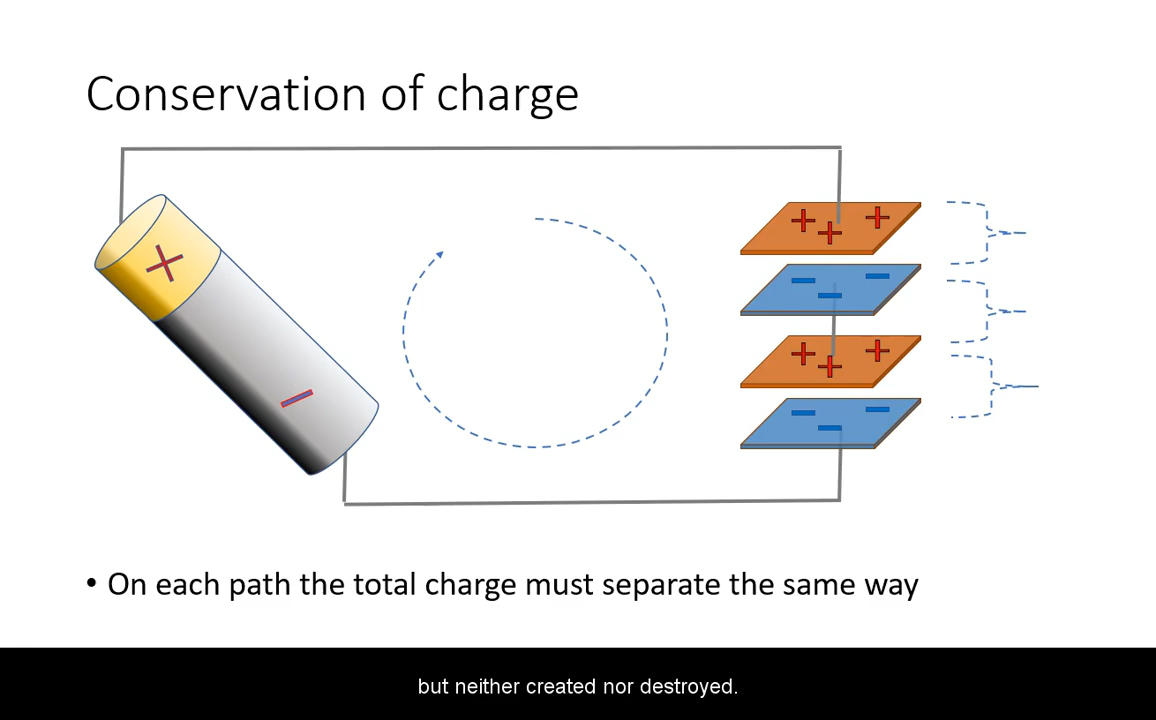 Conservation of charge
• On each path the total charge must separate the same way
but neither created nor destroyed.